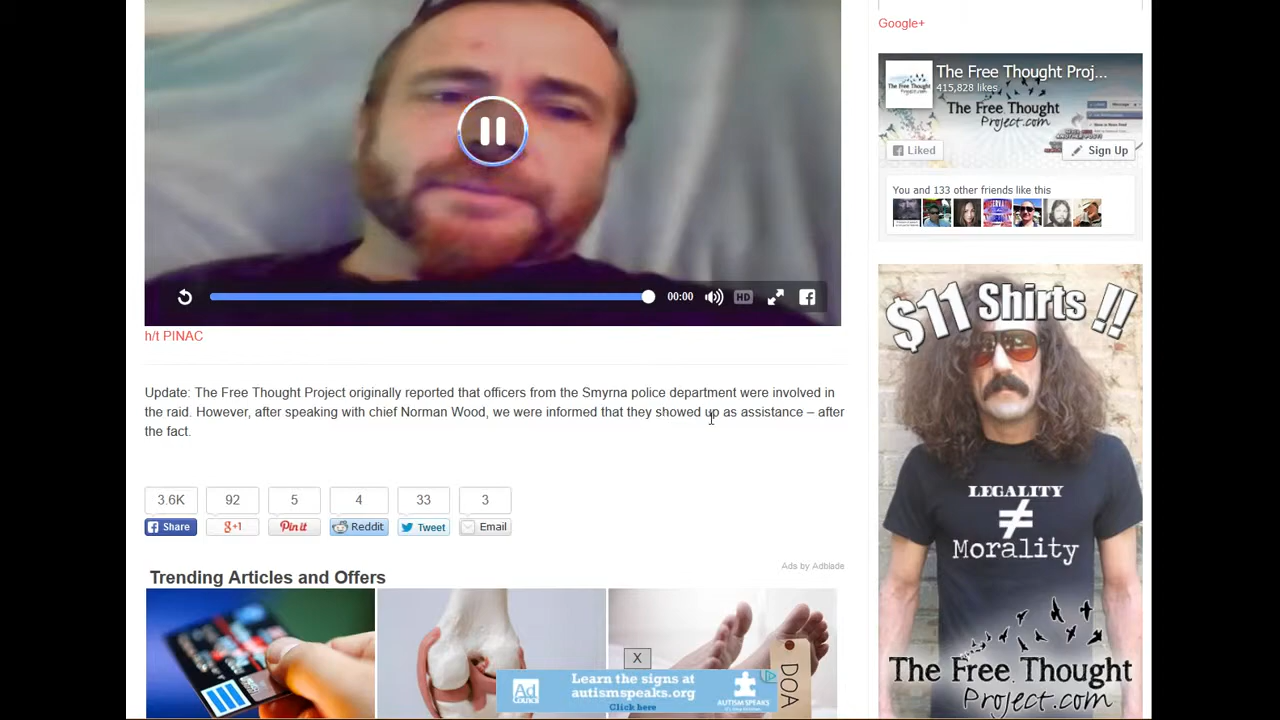 00:00
HD
h/t PINAC
Update: The Free Thought Project originally reported that officers from the Smyrna police department were involved in
the raid. However, after speaking with chief Norman Wood, we were informed that they showed up as assistance – after
the fact.
3.6K
92
5
4
33
3
Share
+1
Pin it
Reddit
Tweet
Email
Ads by Adblade
Trending Articles and Offers
DOA
X
Ad
COUNCIL
Learn the signs at
autismspeaks.org
Click here
AUTISM SPEAKS
Google+
The Free Thought Proj...
415,828 likes
The Free Thought
Project.com
Liked
Sign Up
You and 133 other friends like this
$11 Shirts !!
LEGALITY
≠
Morality
The Free Thought
Project.com